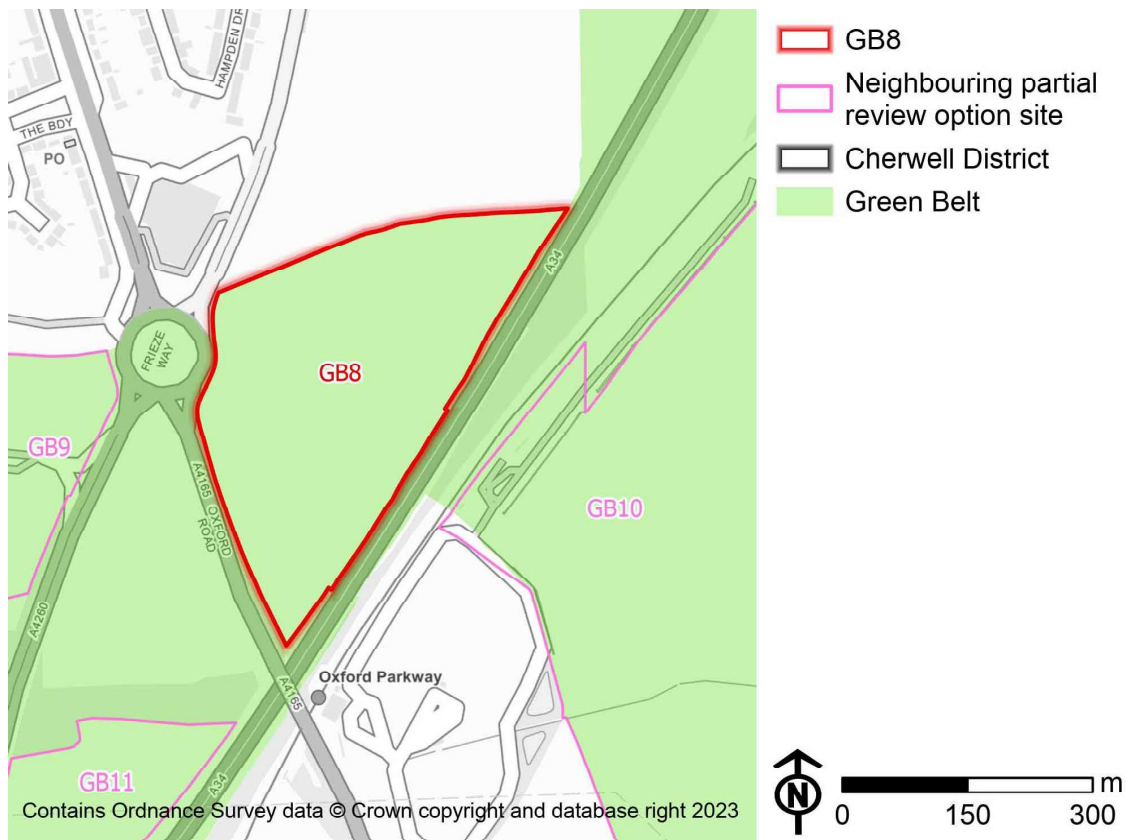 HAMPDEN DR
THE BDY
PO
FRIEZE
WAY
GB8
A34
GB9
A4165 OXFORD
ROAD
GB10
A4260
Oxford Parkway
A4165
GB11
A34
Contains Ordnance Survey data © Crown copyright and database right 2023
GB8
Neighbouring partial
review option site
Cherwell District
Green Belt
N
m
0 150 300